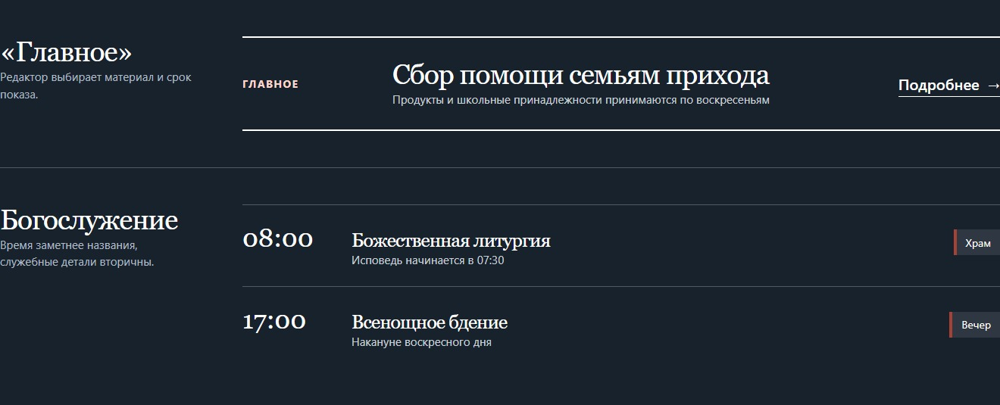 «Главное»
Редактор выбирает материал и срок
показа.
ГЛАВНОЕ
Сбор помощи семьям прихода
Продукты и школьные принадлежности принимаются по воскресеньям
Подробнее →
Богослужение
Время заметнее названия,
служебные детали вторичны.
08:00
Божественная литургия
Исповедь начинается в 07:30
Храм
17:00
Всенощное бдение
Накануне воскресного дня
Вечер